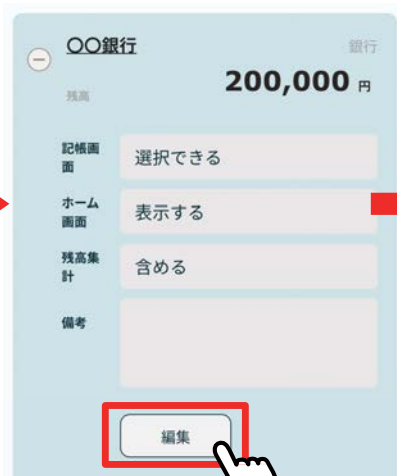 〇〇銀行 銀行
残高 200,000 円
記帳画
面
選択できる
ホーム
画面
表示する
残高集
計
含める
備考
編集